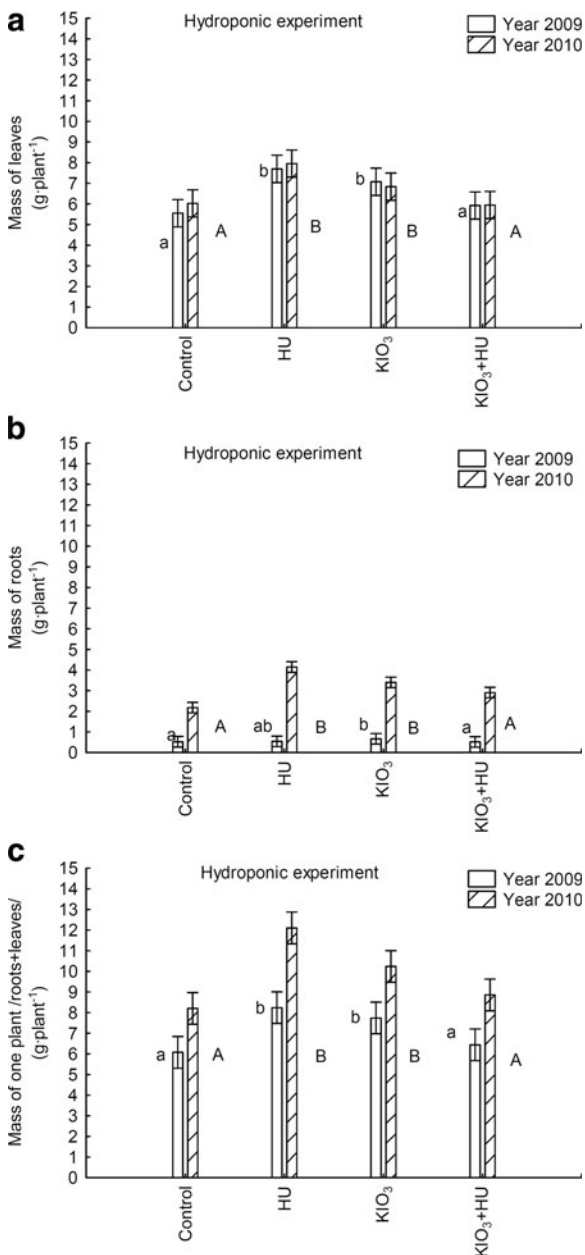 a
Hydroponic experiment
Year 2009
Year 2010
Mass of leaves
(g·plant⁻¹)
15
14
13
12
11
10
9
8
7
6
5
4
3
2
1
0
a A
b B
b B
a A
Control
HU
KIO₃
KIO₃+HU
b
Hydroponic experiment
Year 2009
Year 2010
Mass of roots
(g·plant⁻¹)
15
14
13
12
11
10
9
8
7
6
5
4
3
2
1
0
a A
ab B
b B
a A
Control
HU
KIO₃
KIO₃+HU
c
Hydroponic experiment
Year 2009
Year 2010
Mass of one plant /roots+leaves/
(g·plant⁻¹)
15
14
13
12
11
10
9
8
7
6
5
4
3
2
1
0
a A
b B
b B
a A
Control
HU
KIO₃
KIO₃+HU